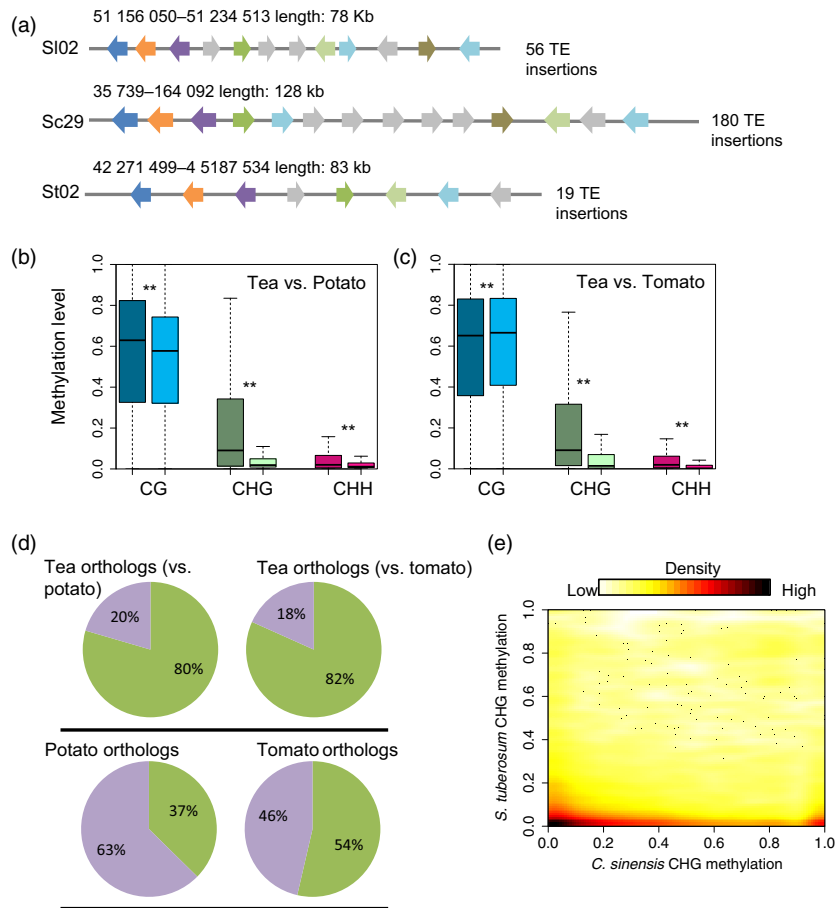 (a)
51 156 050–51 234 513 length: 78 Kb
Sl02
56 TE
insertions
35 739–164 092 length: 128 kb
Sc29
180 TE
insertions
42 271 499–4 5187 534 length: 83 kb
St02
19 TE
insertions
(b)
Tea vs. Potato
Methylation level
1.0
0.8
0.6
0.4
0.2
0.0
**
**
**
CG
CHG
CHH
(c)
Tea vs. Tomato
1.0
0.8
0.6
0.4
0.2
0.0
**
**
**
CG
CHG
CHH
(d)
Tea orthologs (vs.
potato)
20%
80%
Tea orthologs (vs. tomato)
18%
82%
Potato orthologs
37%
63%
Tomato orthologs
46%
54%
(e)
Density
Low
High
S. tuberosum CHG methylation
1.0
0.8
0.6
0.4
0.2
0.0
0.0 0.2 0.4 0.6 0.8 1.0
C. sinensis CHG methylation